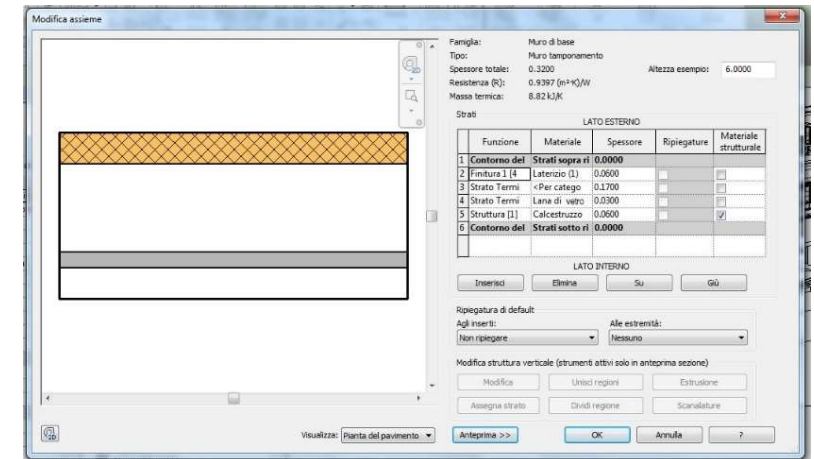 Modifica assieme
Famiglia: Muro di base
Tipo: Muro tamponamento
Spessore totale: 0.3200 Altezza esempio: 6.0000
Resistenza (R): 0.9397 (m²·K)/W
Massa termica: 8.82 kJ/K
Strati
LATO ESTERNO
Funzione Materiale Spessore Ripiegature Materiale strutturale
1 Contorno del Strati sopra ri 0.0000
2 Finitura 1 [4 Laterizio (1) 0.0600
3 Strato Termi <Per catego 0.1700
4 Strato Termi Lana di vetro 0.0300
5 Struttura [1] Calcestruzzo 0.0600
6 Contorno del Strati sotto ri 0.0000
LATO INTERNO
Inserisci Elimina Su Giù
Ripiegatura di default
Agli inserti: Alle estremità:
Non ripiegare Nessuno
Modifica struttura verticale (strumenti attivi solo in anteprima sezione)
Modifica Unisci regioni Estrusione
Assegna strato Dividi regione Scanalature
Visualizza: Pianta del pavimento Anteprima >> OK Annulla ?
2D
2D